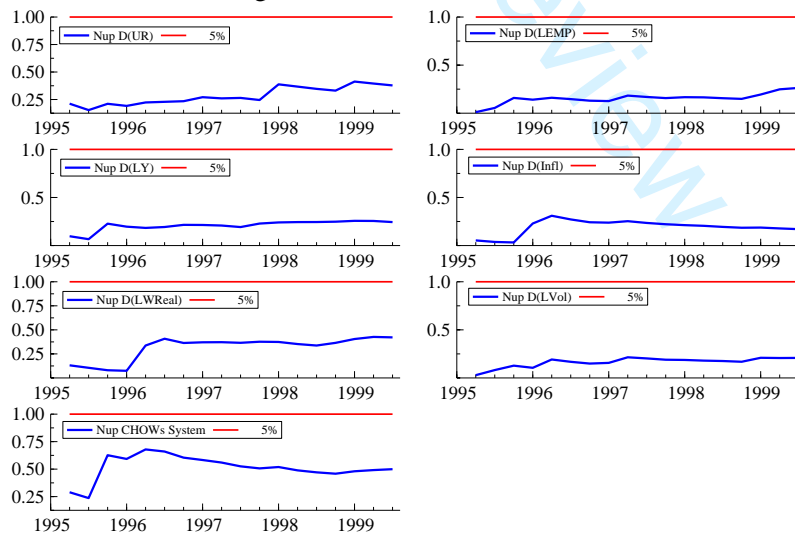 1.00
Nup D(UR) 5%
0.75
0.50
0.25
1995 1996 1997 1998 1999
1.0
Nup D(LEMP) 5%
0.5
1995 1996 1997 1998 1999
1.0
Nup D(LY) 5%
0.5
1995 1996 1997 1998 1999
1.0
Nup D(Infl) 5%
0.5
1995 1996 1997 1998 1999
1.00
Nup D(LWReal) 5%
0.75
0.50
0.25
1995 1996 1997 1998 1999
1.0
Nup D(LVol) 5%
0.5
1995 1996 1997 1998 1999
1.00
Nup CHOWs System 5%
0.75
0.50
0.25
1995 1996 1997 1998 1999
view